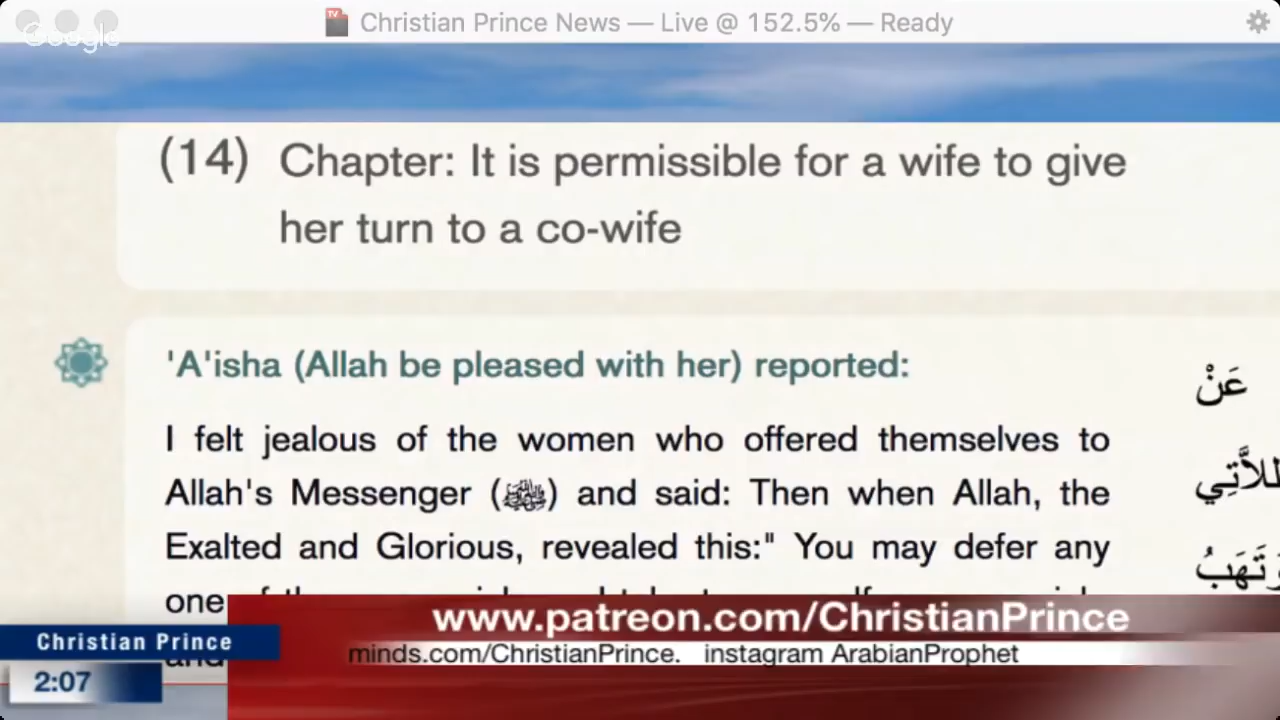 Christian Prince News — Live @ 152.5% — Ready
Google
(14) Chapter: It is permissible for a wife to give
her turn to a co-wife
'A'isha (Allah be pleased with her) reported:
عَنْ
I felt jealous of the women who offered themselves to
Allah's Messenger (ﷺ) and said: Then when Allah, the
Exalted and Glorious, revealed this:" You may defer any
one
www.patreon.com/ChristianPrince
Christian Prince
minds.com/ChristianPrince. instagram ArabianProphet
and
2:07